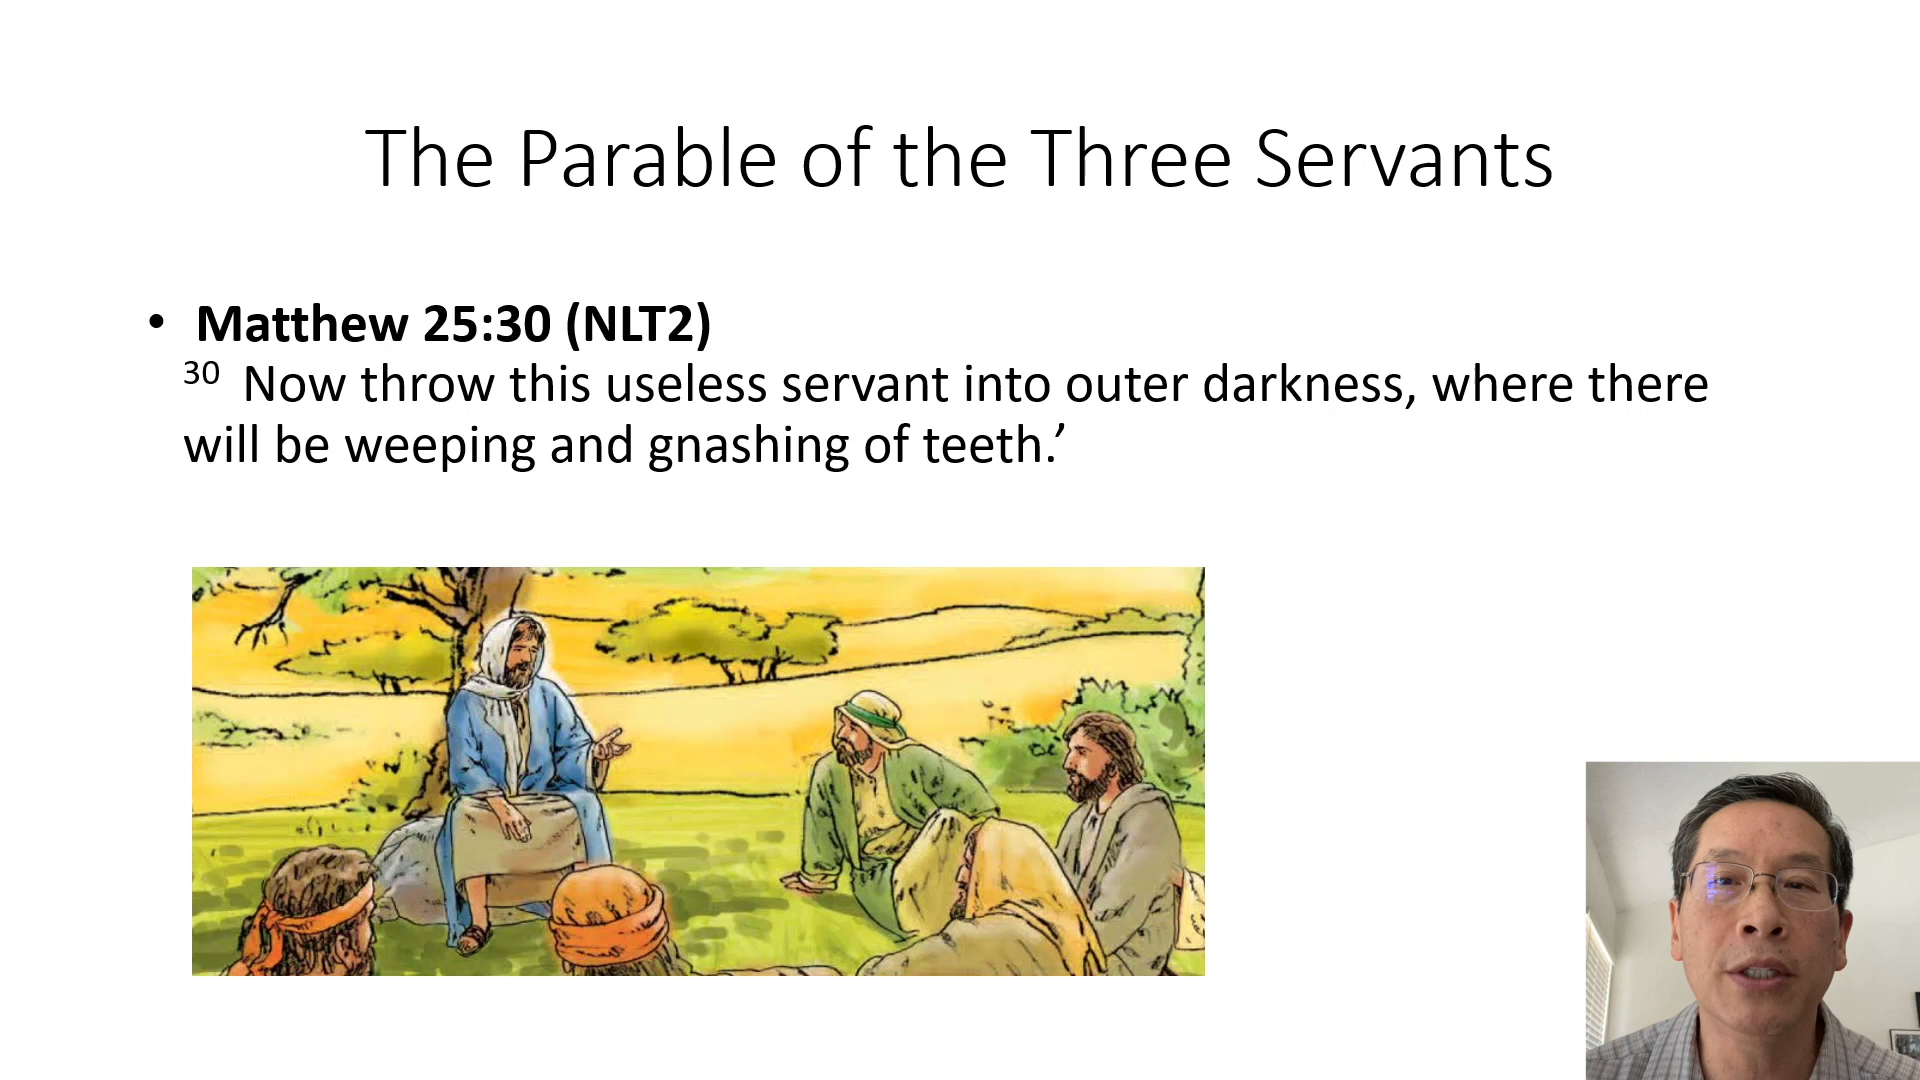 The Parable of the Three Servants
• Matthew 25:30 (NLT2)
30 Now throw this useless servant into outer darkness, where there
will be weeping and gnashing of teeth.’